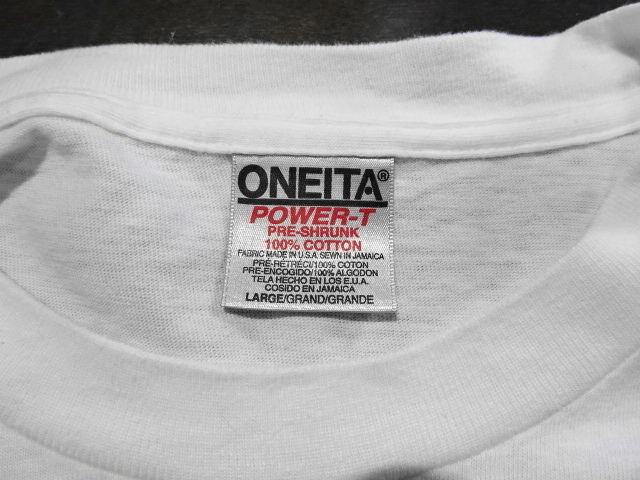 ONEITA®
POWER-T
PRE-SHRUNK
100% COTTON
FABRIC MADE IN U.S.A. SEWN IN JAMAICA
PRE-RETRECI/100% COTON
PRE-ENCOGIDO/100% ALGODON
TELA HECHO EN LOS E.U.A.
COSIDO EN JAMAICA
LARGE/GRAND/GRANDE